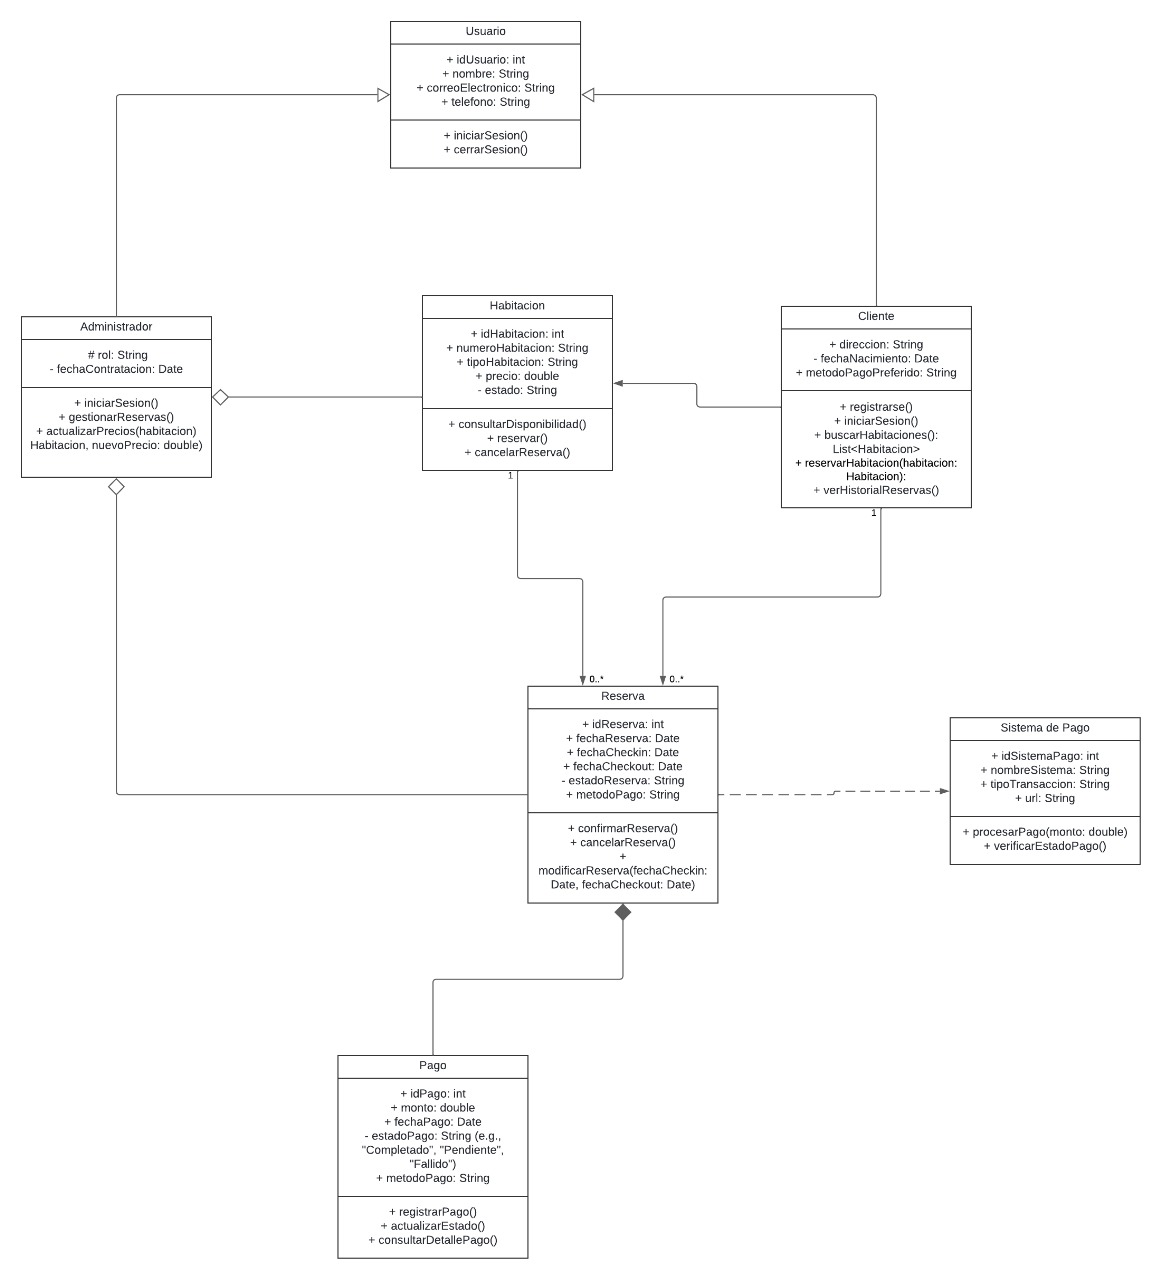 Usuario
+ idUsuario: int
+ nombre: String
+ correoElectronico: String
+ telefono: String
+ iniciarSesion()
+ cerrarSesion()
Administrador
# rol: String
- fechaContratacion: Date
+ iniciarSesion()
+ gestionarReservas()
+ actualizarPrecios(habitacion)
Habitacion, nuevoPrecio: double)
Habitacion
+ idHabitacion: int
+ numeroHabitacion: String
+ tipoHabitacion: String
+ precio: double
- estado: String
+ consultarDisponibilidad()
+ reservar()
+ cancelarReserva()
1
Cliente
+ direccion: String
- fechaNacimiento: Date
+ metodoPagoPreferido: String
+ registrarse()
+ iniciarSesion()
+ buscarHabitaciones():
List<Habitacion>
+ reservarHabitacion(habitacion:
Habitacion):
+ verHistorialReservas()
1
0..*
0..*
Reserva
+ idReserva: int
+ fechaReserva: Date
+ fechaCheckin: Date
+ fechaCheckout: Date
- estadoReserva: String
+ metodoPago: String
+ confirmarReserva()
+ cancelarReserva()
+
modificarReserva(fechaCheckin:
Date, fechaCheckout: Date)
Sistema de Pago
+ idSistemaPago: int
+ nombreSistema: String
+ tipoTransaccion: String
+ url: String
+ procesarPago(monto: double)
+ verificarEstadoPago()
Pago
+ idPago: int
+ monto: double
+ fechaPago: Date
- estadoPago: String (e.g.,
"Completado", "Pendiente",
"Fallido")
+ metodoPago: String
+ registrarPago()
+ actualizarEstado()
+ consultarDetallePago()